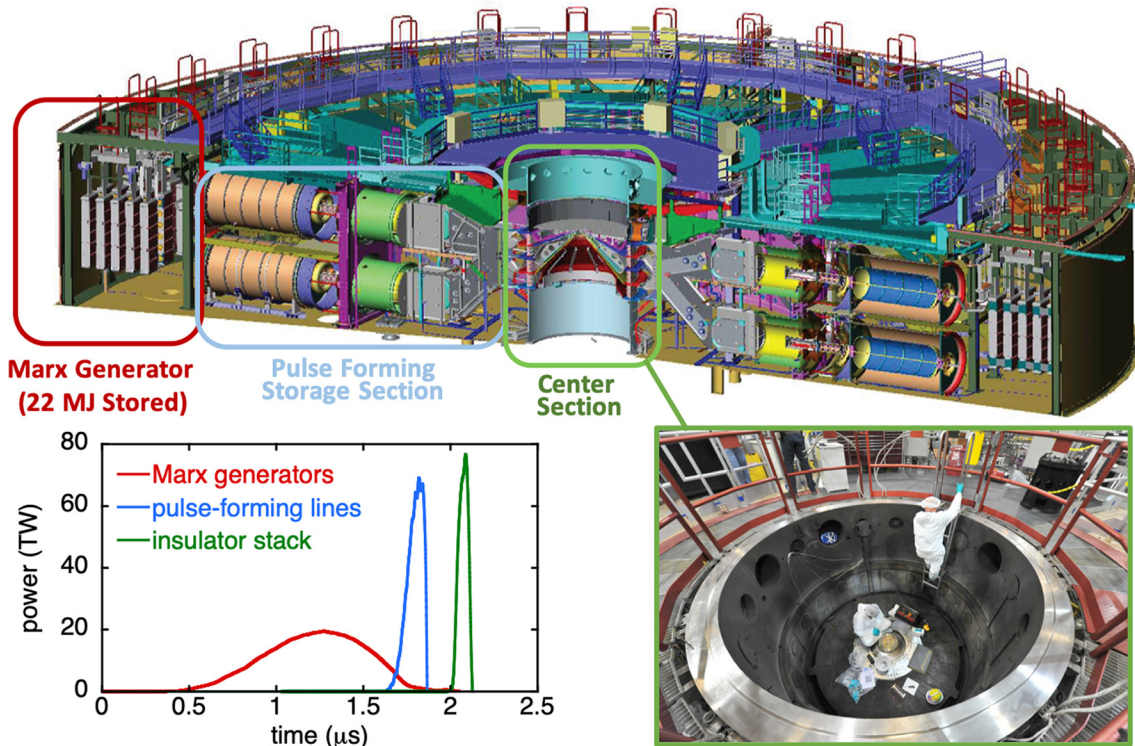 Marx Generator
(22 MJ Stored)
Pulse Forming
Storage Section
Center
Section
80
60
40
20
0
power (TW)
Marx generators
pulse-forming lines
insulator stack
0
0.5
1
1.5
2
2.5
time (μs)